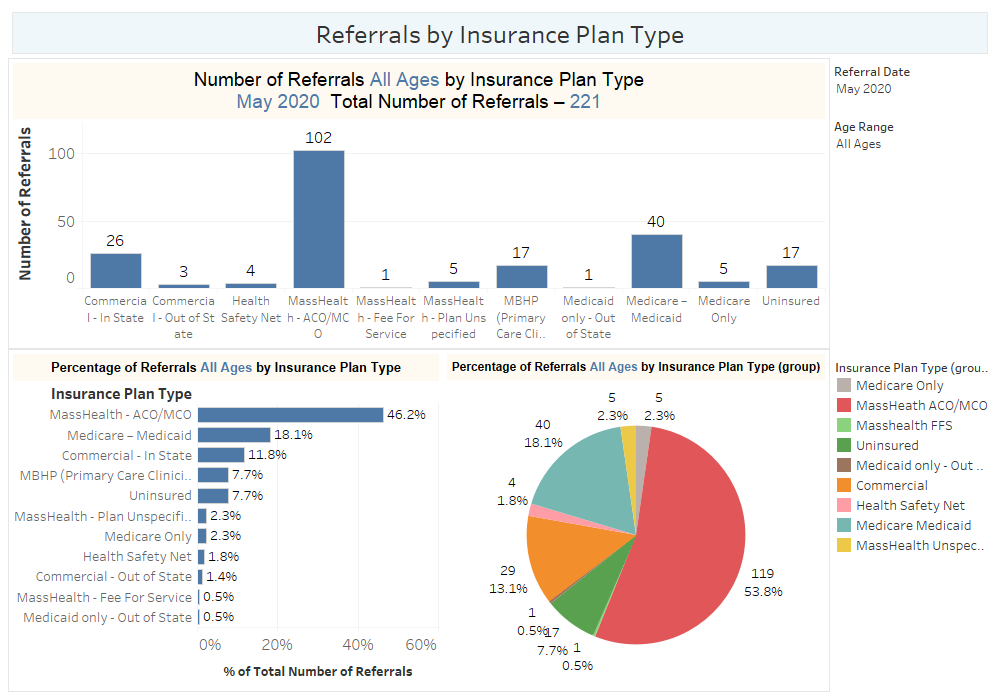 Referrals by Insurance Plan Type
Number of Referrals All Ages by Insurance Plan Type
May 2020 Total Number of Referrals – 221
Referral Date
May 2020
Age Range
All Ages
Number of Referrals
100
50
0
26
3
4
102
1
5
17
1
40
5
17
Commercia
l - In State
Commercia
l - Out of St
ate
Health
Safety Net
MassHealt
h - ACO/MC
O
MassHealt
h - Fee For
Service
MassHealt
h - Plan Uns
pecified
MBHP
(Primary
Care Cli..
Medicaid
only - Out
of State
Medicare –
Medicaid
Medicare
Only
Uninsured
Percentage of Referrals All Ages by Insurance Plan Type
Insurance Plan Type
MassHealth - ACO/MCO 46.2%
Medicare – Medicaid 18.1%
Commercial - In State 11.8%
MBHP (Primary Care Clinici.. 7.7%
Uninsured 7.7%
MassHealth - Plan Unspecifi.. 2.3%
Medicare Only 2.3%
Health Safety Net 1.8%
Commercial - Out of State 1.4%
MassHealth - Fee For Service 0.5%
Medicaid only - Out of State 0.5%
0% 20% 40% 60%
% of Total Number of Referrals
Percentage of Referrals All Ages by Insurance Plan Type (group)
5
2.3%
5
2.3%
40
18.1%
4
1.8%
29
13.1%
1
0.5%
17
7.7%
1
0.5%
119
53.8%
Insurance Plan Type (grou..
Medicare Only
MassHeath ACO/MCO
Masshealth FFS
Uninsured
Medicaid only - Out ..
Commercial
Health Safety Net
Medicare Medicaid
MassHealth Unspec..